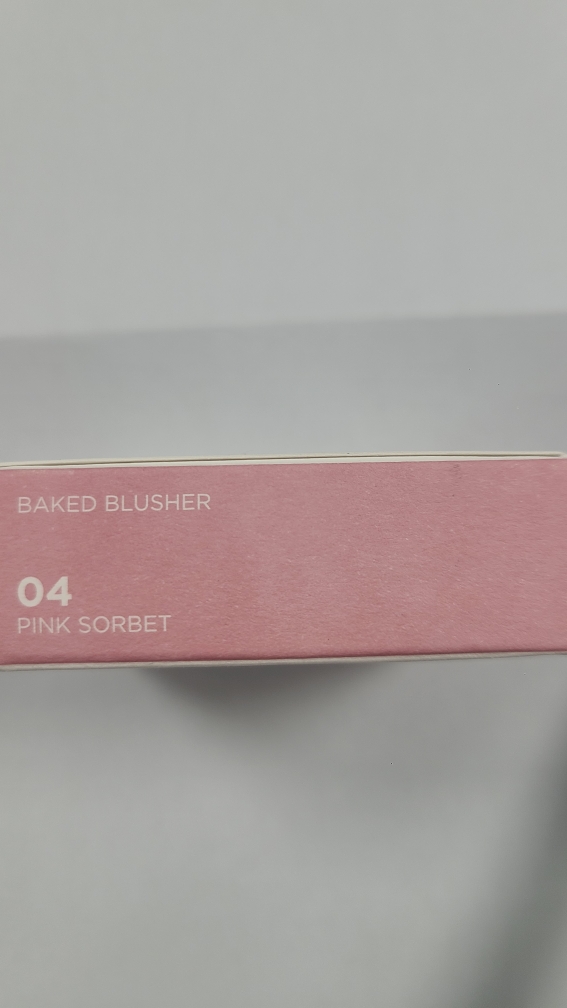 BAKED BLUSHER
04
PINK SORBET